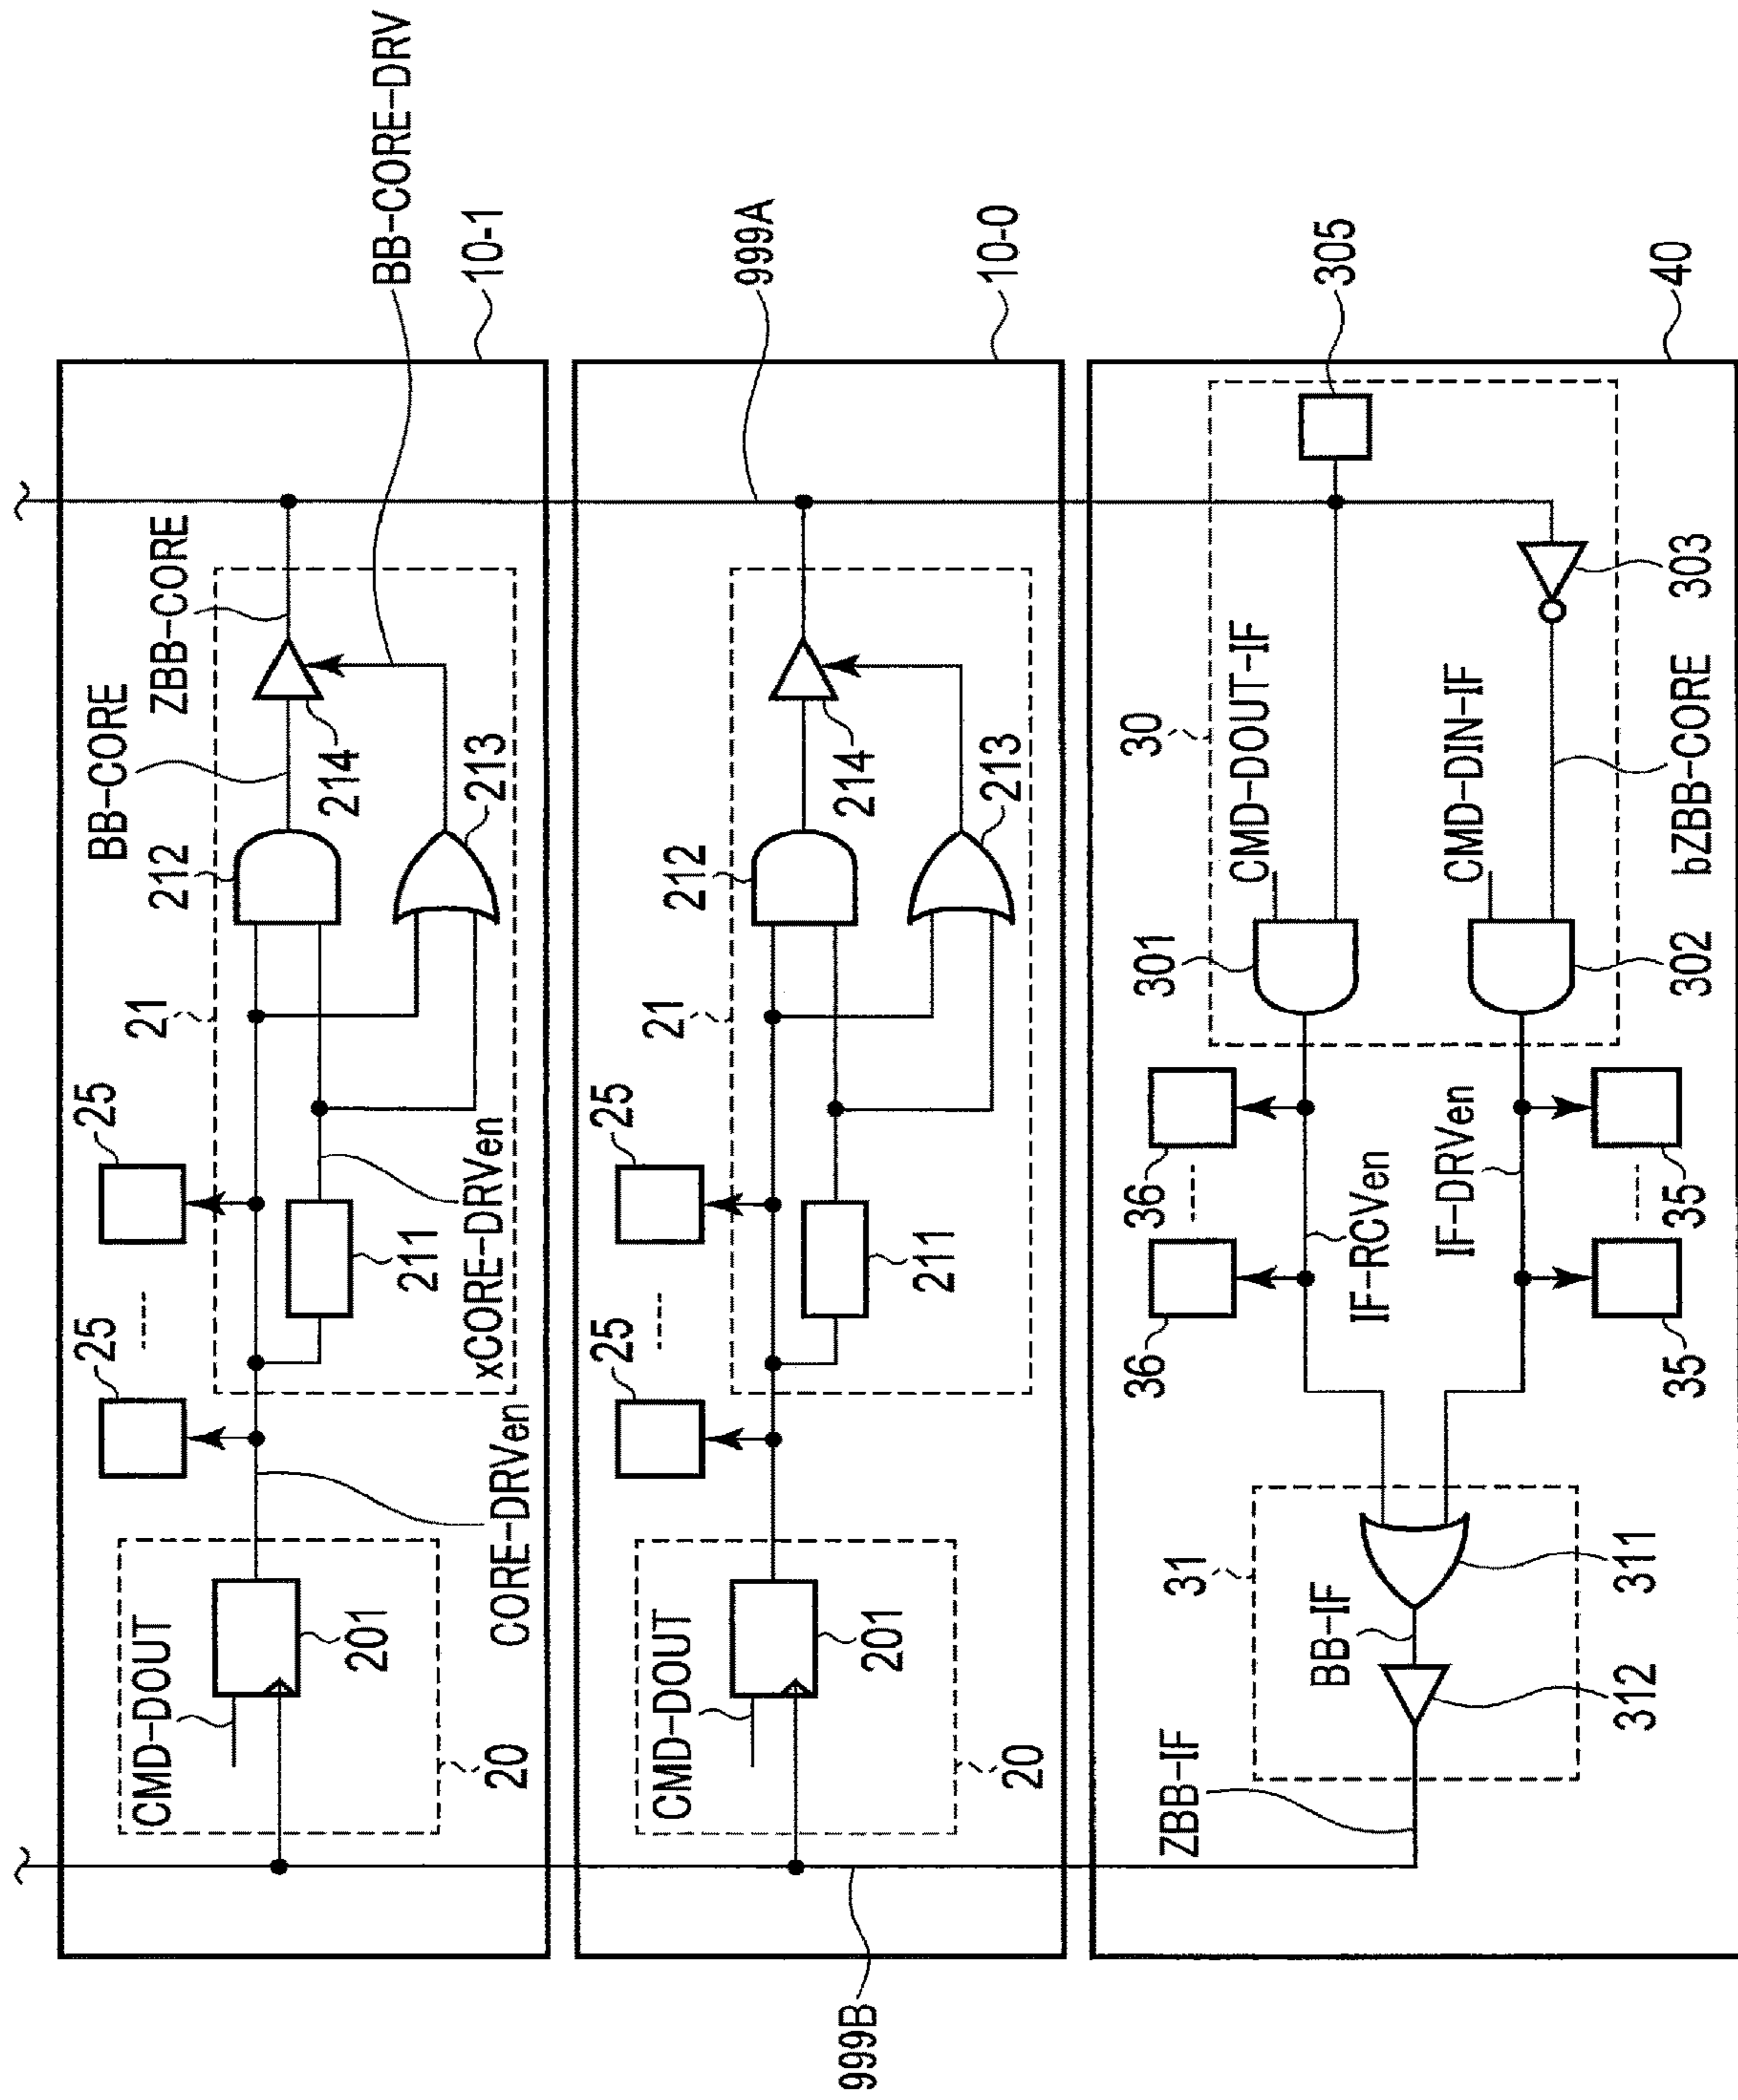 BB-CORE-DRV
10-1
999A
10-0
305
40
BB-CORE
ZBB-CORE
212
214
213
21
25
25
211
xCORE-DRVen
CORE-DRVen
CMD-DOUT
201
20
212
214
213
21
25
25
211
CMD-DOUT
201
20
999B
30
CMD-DOUT-IF
CMD-DIN-IF
303
bZBB-CORE
301
302
36
36
IF-RCVen
IF-DRVen
35
35
31
BB-IF
311
312
ZBB-IF